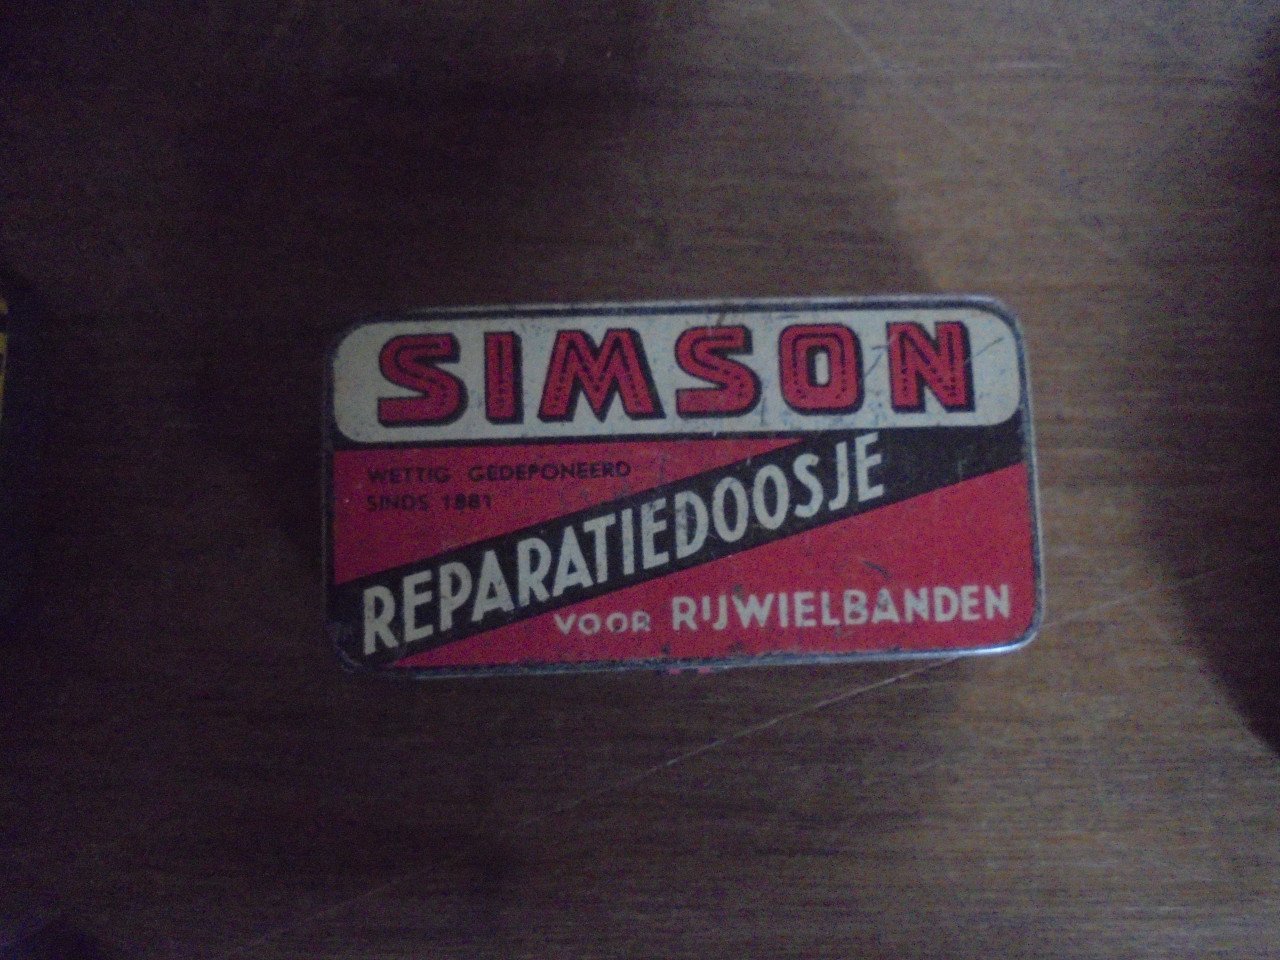 SIMSON
WETTIG GEDEPONEERD
SINDS 1881
REPARATIEDOOSJE
VOOR RIJWIELBANDEN